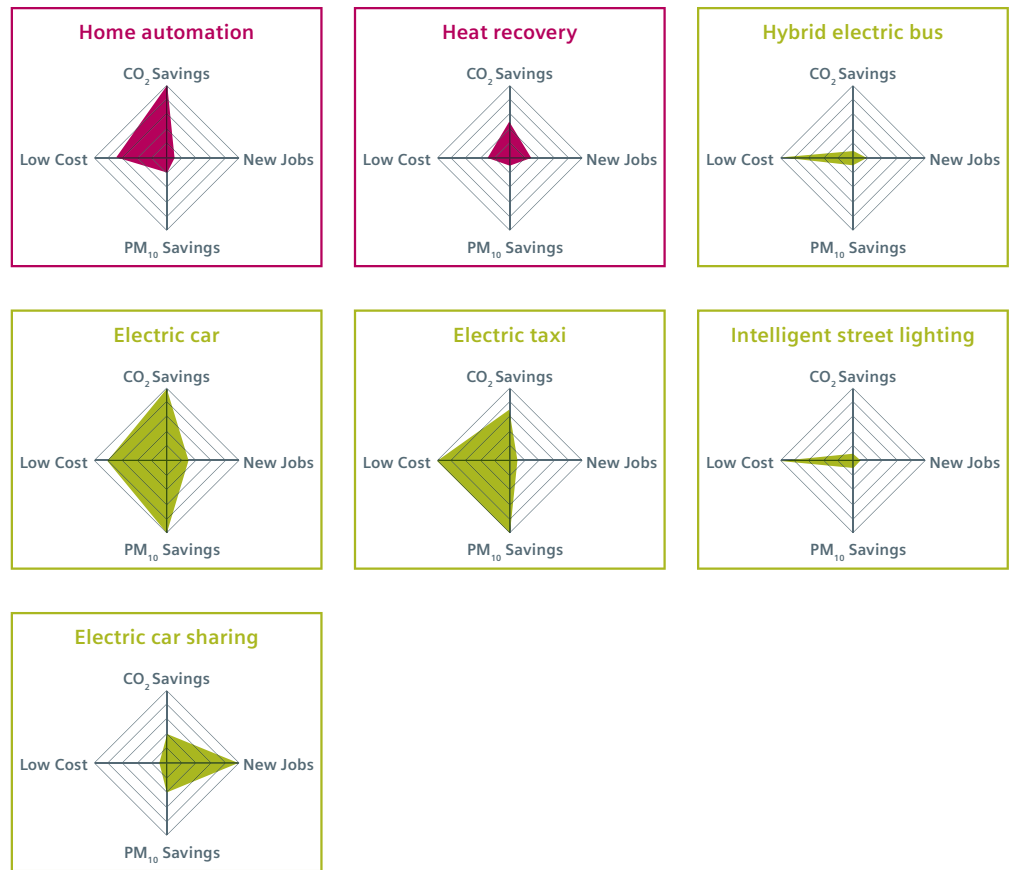 Home automation
CO₂ Savings
Low Cost
New Jobs
PM₁₀ Savings
Heat recovery
CO₂ Savings
Low Cost
New Jobs
PM₁₀ Savings
Hybrid electric bus
CO₂ Savings
Low Cost
New Jobs
PM₁₀ Savings
Electric car
CO₂ Savings
Low Cost
New Jobs
PM₁₀ Savings
Electric taxi
CO₂ Savings
Low Cost
New Jobs
PM₁₀ Savings
Intelligent street lighting
CO₂ Savings
Low Cost
New Jobs
PM₁₀ Savings
Electric car sharing
CO₂ Savings
Low Cost
New Jobs
PM₁₀ Savings